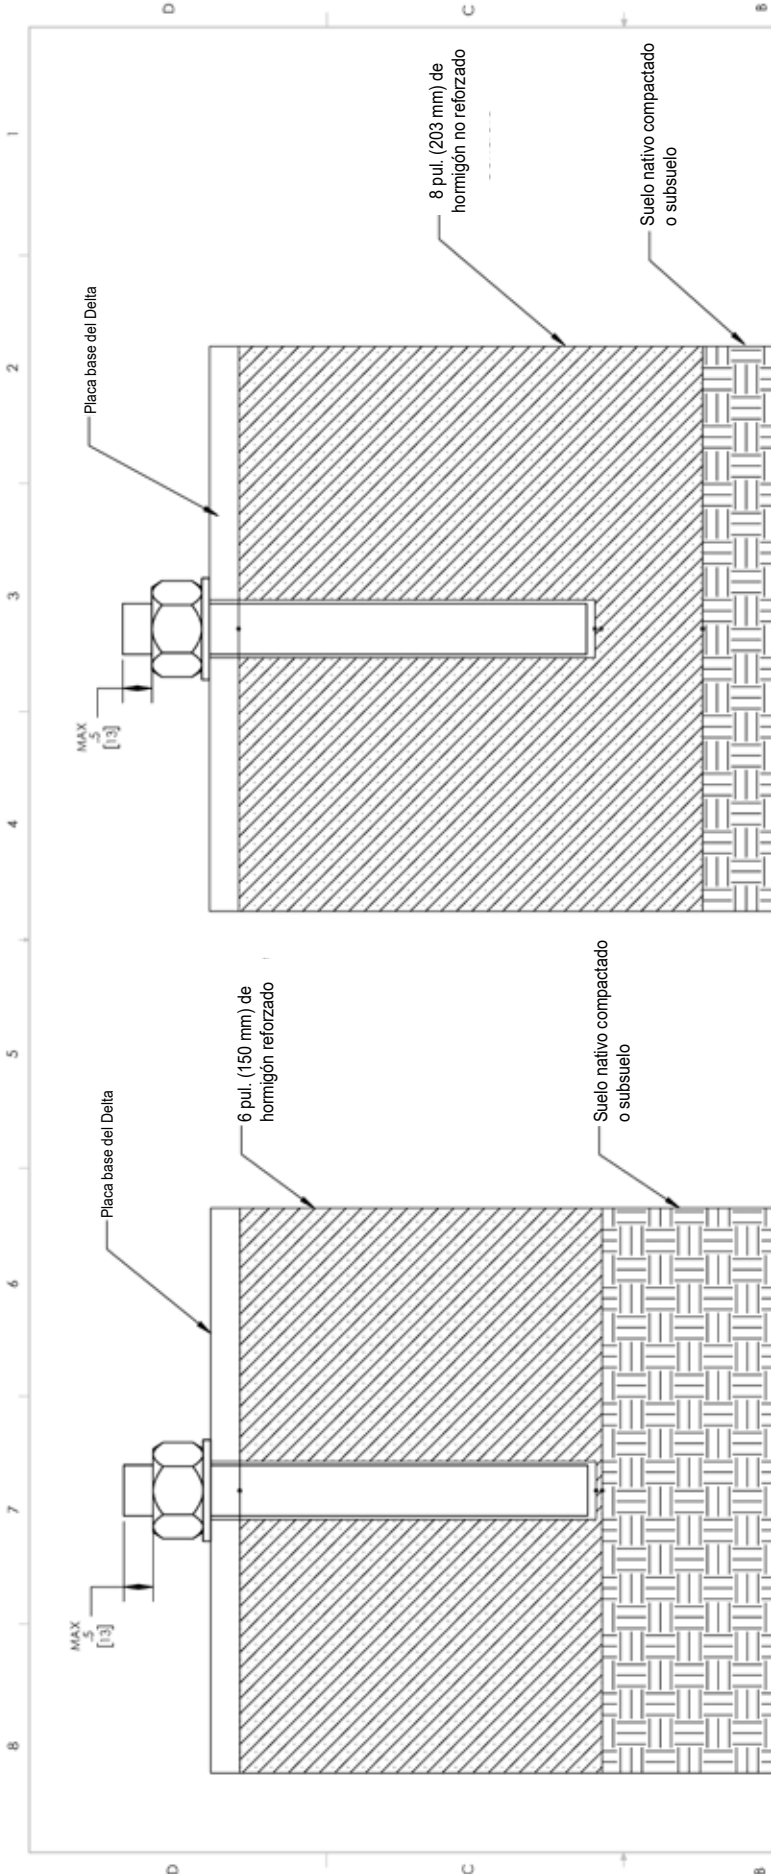 8
7
6
5
4
3
2
1
D
D
MAX
.5
[13]
Placa base del Delta
6 pul. (150 mm) de
hormigón reforzado
Suelo nativo compactado
o subsuelo
MAX
.5
[13]
Placa base del Delta
8 pul. (203 mm) de
hormigón no reforzado
Suelo nativo compactado
o subsuelo
C
C
B
B